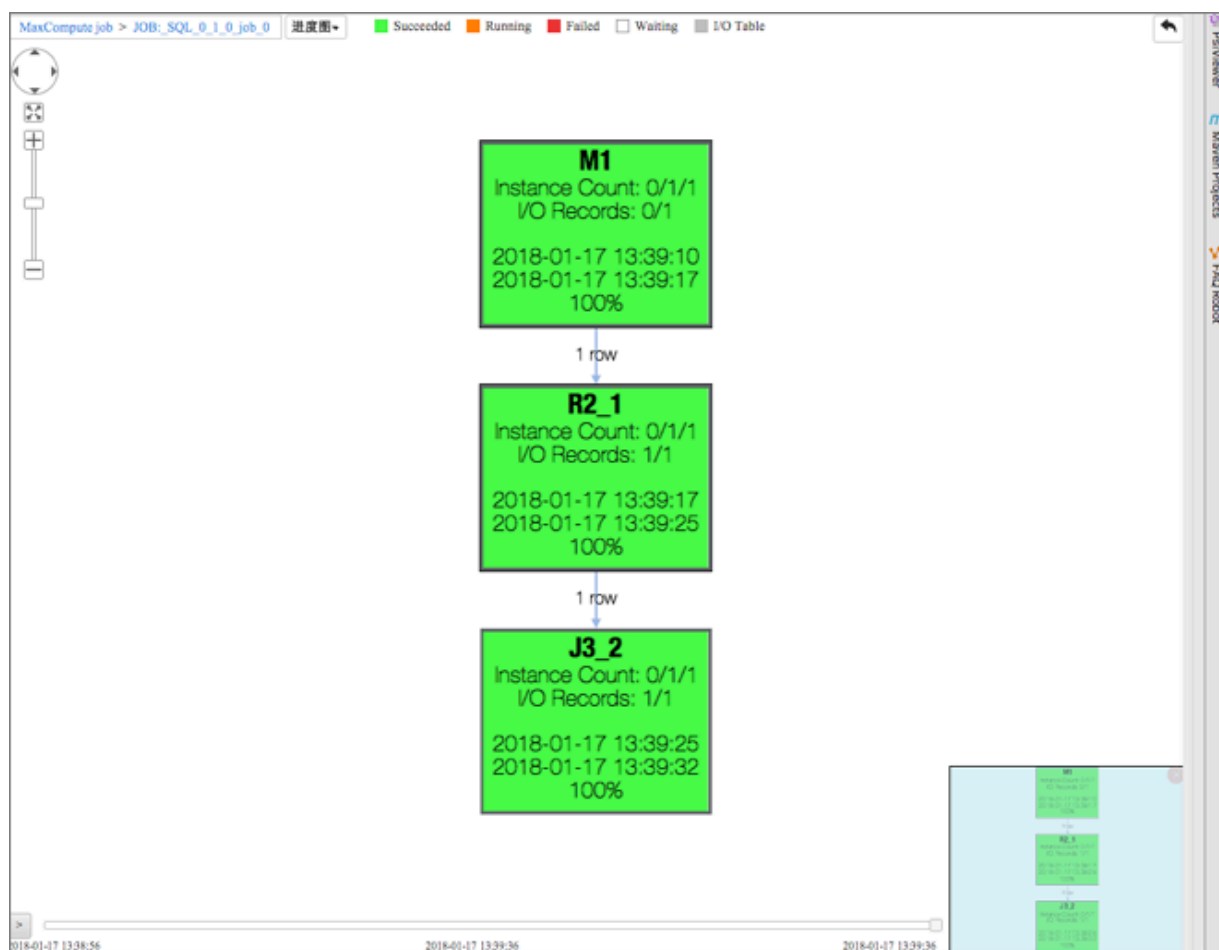 MaxCompute job > JOB:_SQL_0_1_0_job_0
进度图
Succeeded
Running
Failed
Waiting
I/O Table
M1
Instance Count: 0/1/1
I/O Records: 0/1
2018-01-17 13:39:10
2018-01-17 13:39:17
100%
1 row
R2_1
Instance Count: 0/1/1
I/O Records: 1/1
2018-01-17 13:39:17
2018-01-17 13:39:25
100%
1 row
J3_2
Instance Count: 0/1/1
I/O Records: 1/1
2018-01-17 13:39:25
2018-01-17 13:39:32
100%
>
2018-01-17 13:38:56
2018-01-17 13:39:36
2018-01-17 13:39:36
PsiViewer
Maven Projects
FAQ Robot
M1
100%
R2_1
100%
J3_2